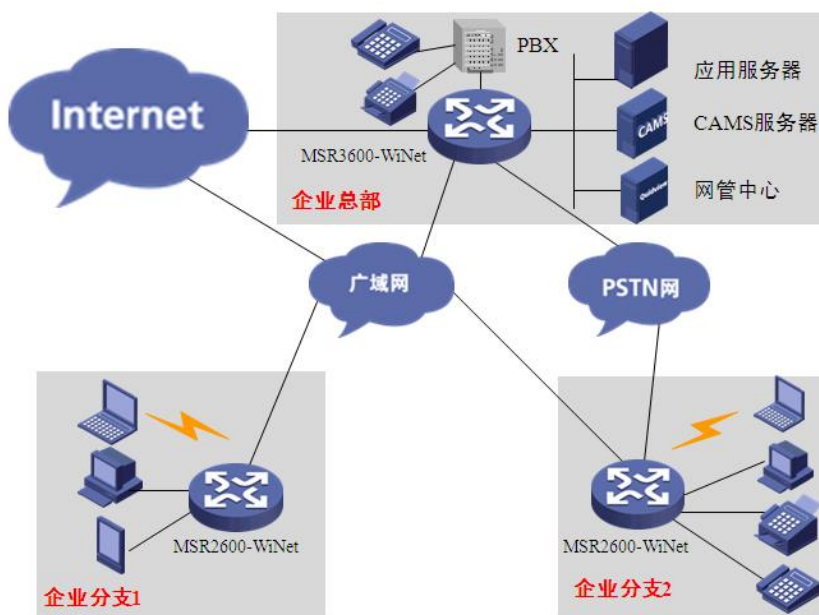 PBX
应用服务器
Internet
CAMS
CAMS服务器
MSR3600-WiNet
企业总部
Quidview
网管中心
广域网
PSTN网
MSR2600-WiNet
企业分支1
MSR2600-WiNet
企业分支2